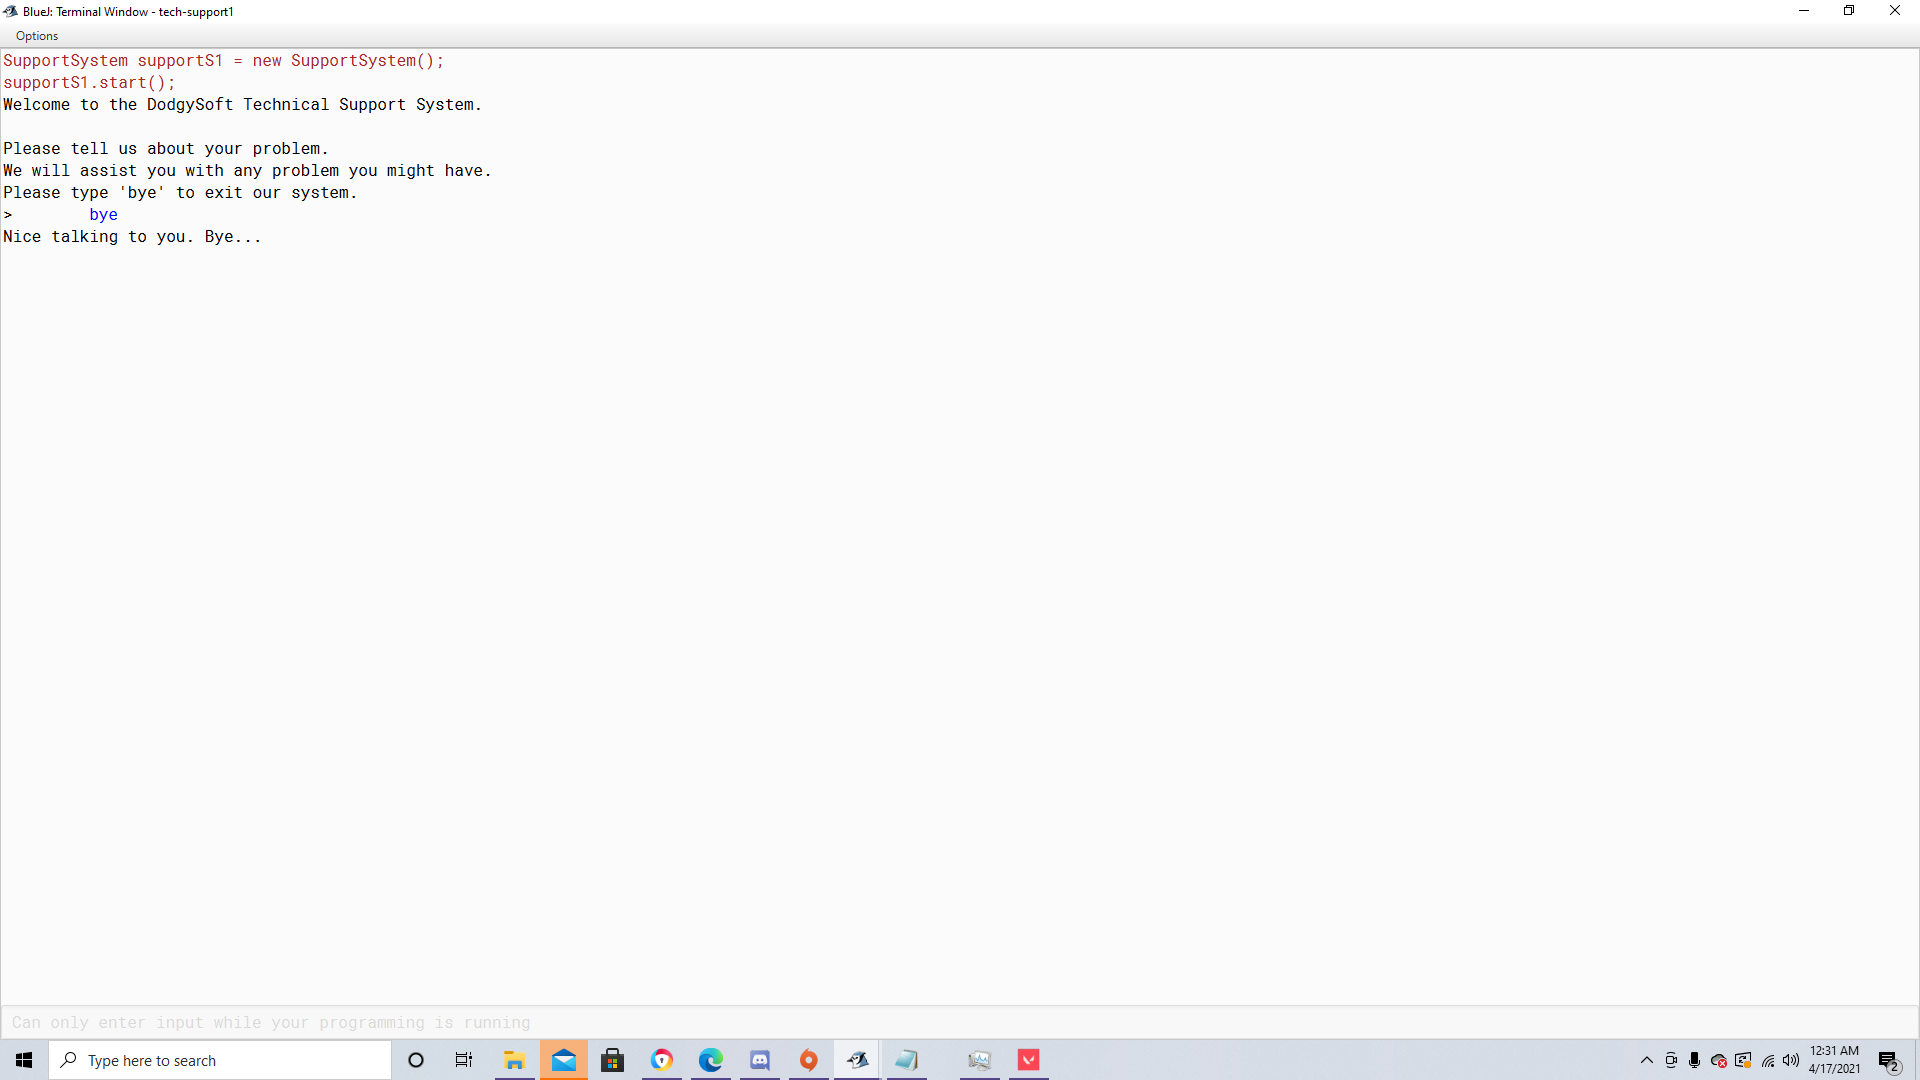 BlueJ: Terminal Window - tech-support1
Options
SupportSystem supportS1 = new SupportSystem();
supportS1.start();
Welcome to the DodgySoft Technical Support System.
Please tell us about your problem.
We will assist you with any problem you might have.
Please type 'bye' to exit our system.
>        bye
Nice talking to you. Bye...
Can only enter input while your programming is running
Type here to search
12:31 AM
4/17/2021
2